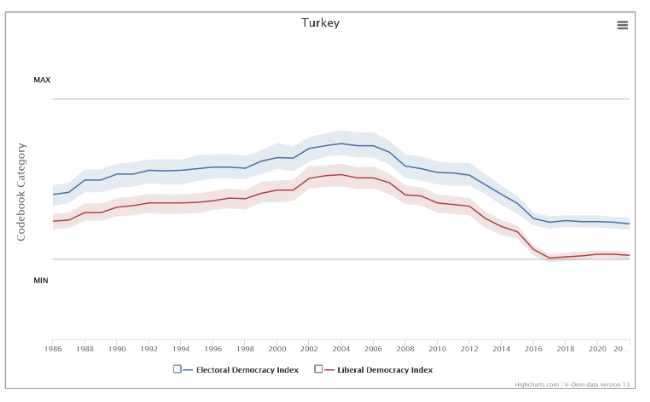 Turkey
MAX
Codebook Category
MIN
1986 1988 1990 1992 1994 1996 1998 2000 2002 2004 2006 2008 2010 2012 2014 2016 2018 2020 20...
Electoral Democracy Index Liberal Democracy Index
Highcharts.com | V-Dem data version 13